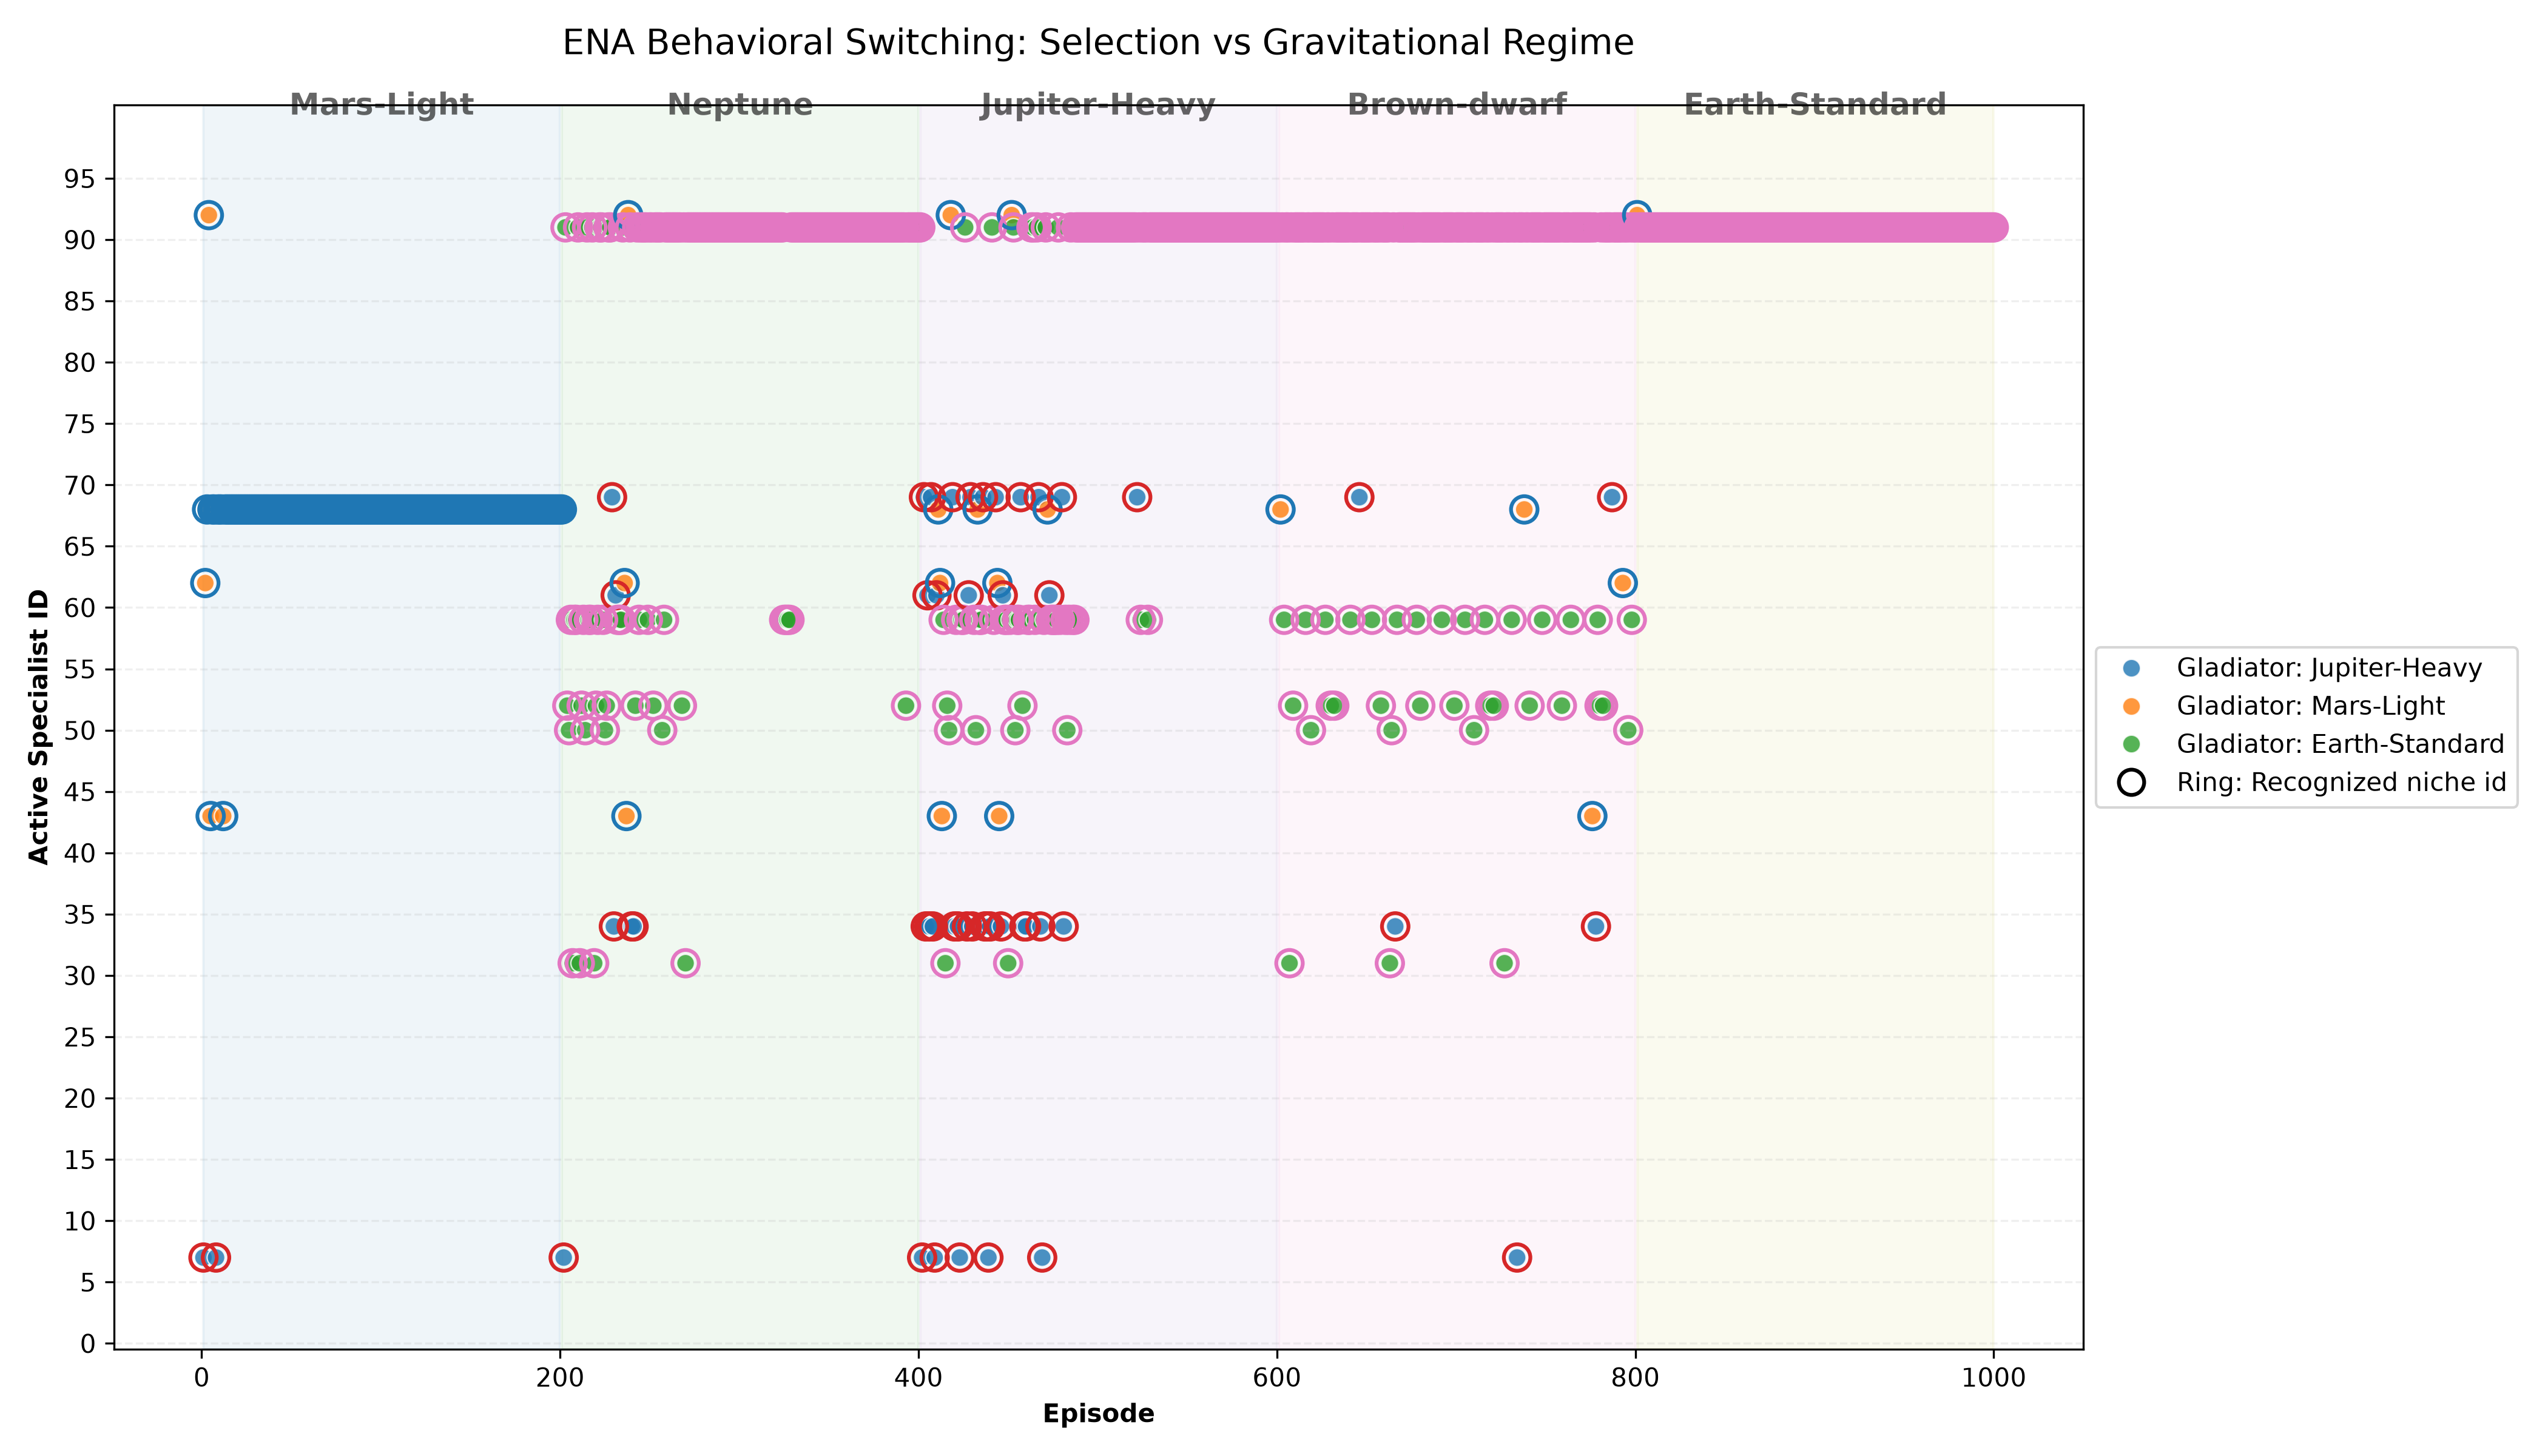 ENA Behavioral Switching: Selection vs Gravitational Regime
Mars-Light Neptune Jupiter-Heavy Brown-dwarf Earth-Standard
95
90
85
80
75
70
65
60
55
50
45
40
35
30
25
20
15
10
5
0
Active Specialist ID
0 200 400 600 800 1000
Episode
Gladiator: Jupiter-Heavy
Gladiator: Mars-Light
Gladiator: Earth-Standard
Ring: Recognized niche id